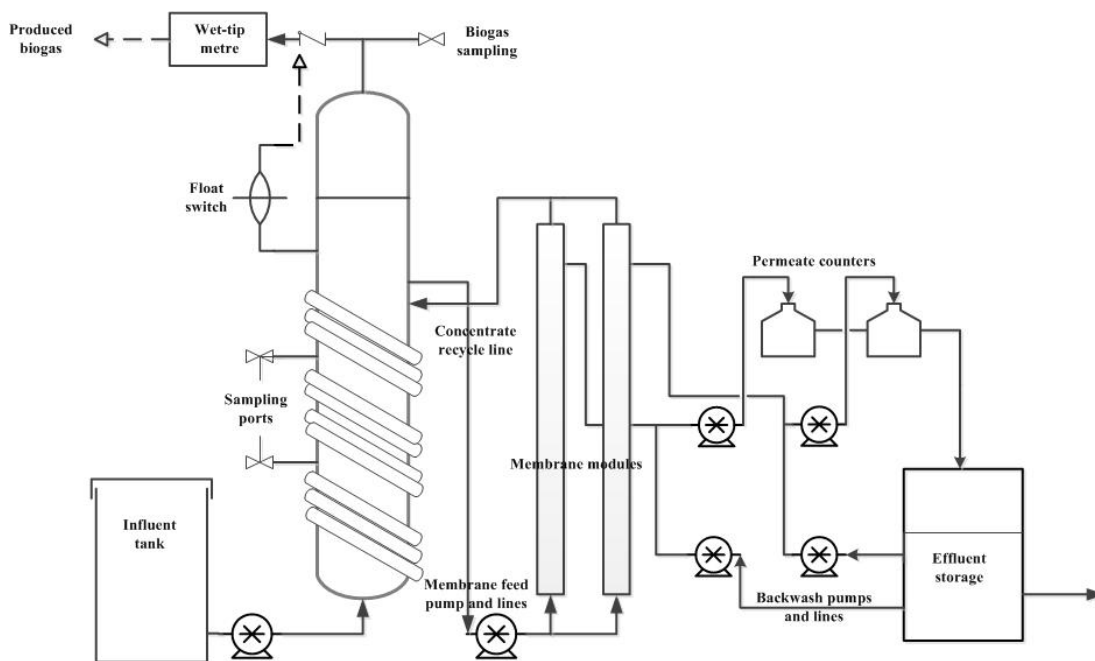 Produced
biogas
Wet-tip
metre
Biogas
sampling
Float
switch
Permeate counters
Concentrate
recycle line
Sampling
ports
Membrane modules
Influent
tank
Effluent
storage
Membrane feed
pump and lines
Backwash pumps
and lines